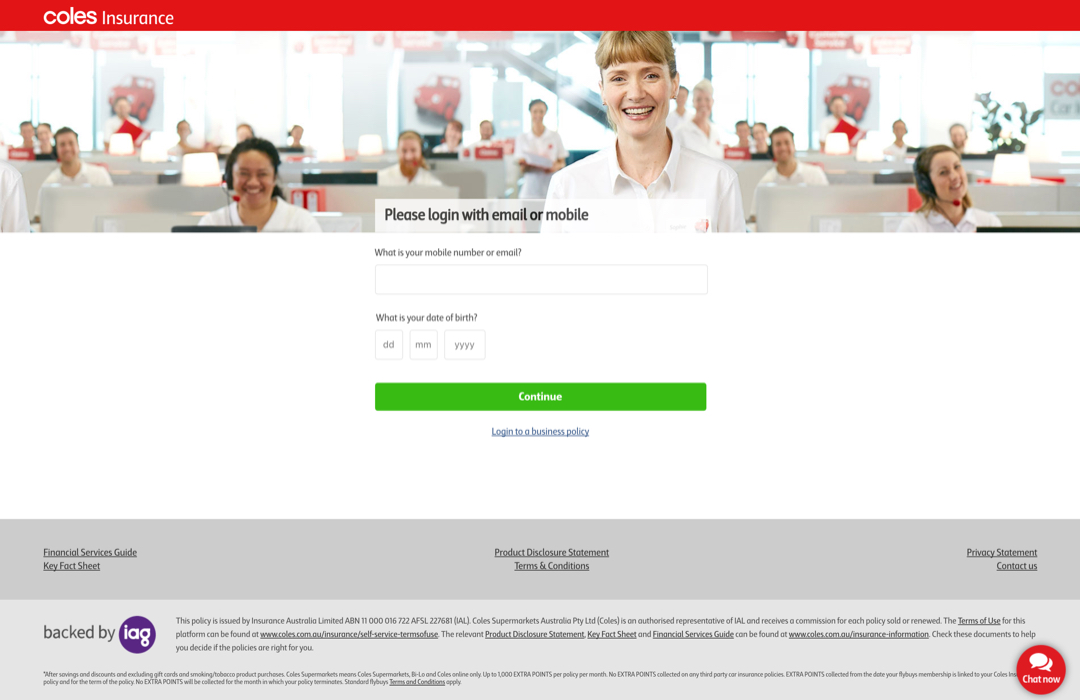 coles Insurance
Please login with email or mobile
What is your mobile number or email?
What is your date of birth?
dd mm yyyy
Continue
Login to a business policy
Financial Services Guide
Key Fact Sheet
Product Disclosure Statement
Terms & Conditions
Privacy Statement
Contact us
backed by iag
This policy is issued by Insurance Australia Limited ABN 11 000 016 722 AFSL 227681 (IAL). Coles Supermarkets Australia Pty Ltd (Coles) is an authorised representative of IAL and receives a commission for each policy sold or renewed. The Terms of Use for this
platform can be found at www.coles.com.au/insurance/self-service-termsofuse. The relevant Product Disclosure Statement, Key Fact Sheet and Financial Services Guide can be found at www.coles.com.au/insurance-information. Check these documents to help
you decide if the policies are right for you.
*After savings and discounts and excluding gift cards and smoking/tobacco product purchases. Coles Supermarkets means Coles Supermarkets, Bi-Lo and Coles online only. Up to 1,000 EXTRA POINTS per policy per month. No EXTRA POINTS collected on any third party car insurance policies. EXTRA POINTS collected from the date your flybuys membership is linked to your Coles
policy and for the term of the policy. No EXTRA POINTS will be collected for the month in which your policy terminates. Standard flybuys Terms and Conditions apply.
Chat now